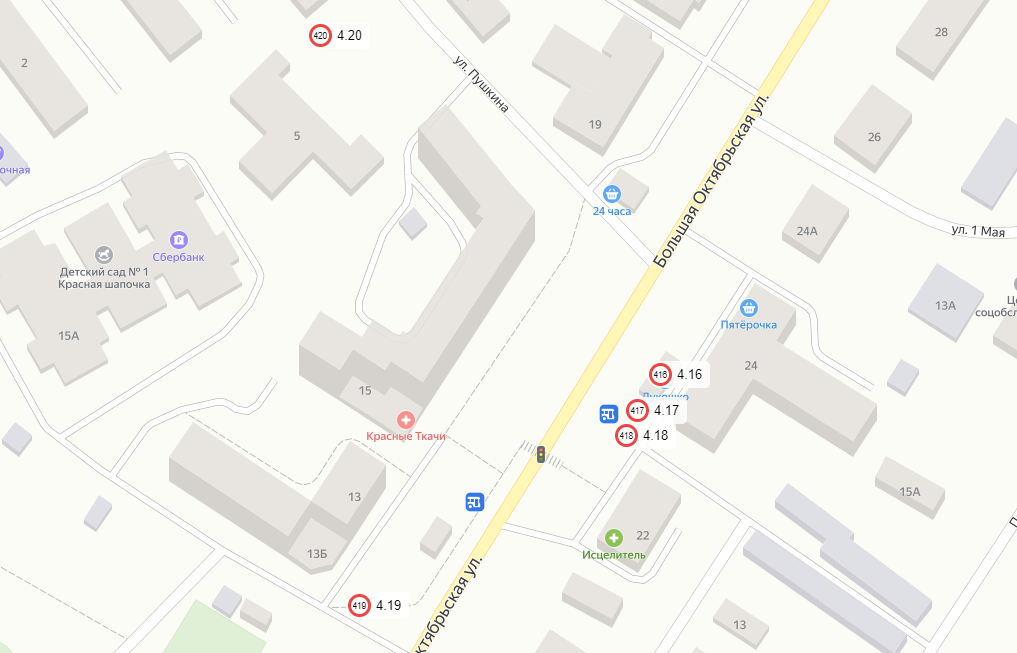 420 4.20
2
ул. Пушкина
28
5
19
26
Большая Октябрьская ул.
очная
24 часа
24А
ул. 1 Мая
Сбербанк
Детский сад № 1
Красная шапочка
13А
соцобсл
Пятёрочка
15А
24
416 4.16
15
Лукошко
417 4.17
Красные Ткачи
418 4.18
13
15А
22
13Б
Исцелитель
ктябрьская ул.
419 4.19
13